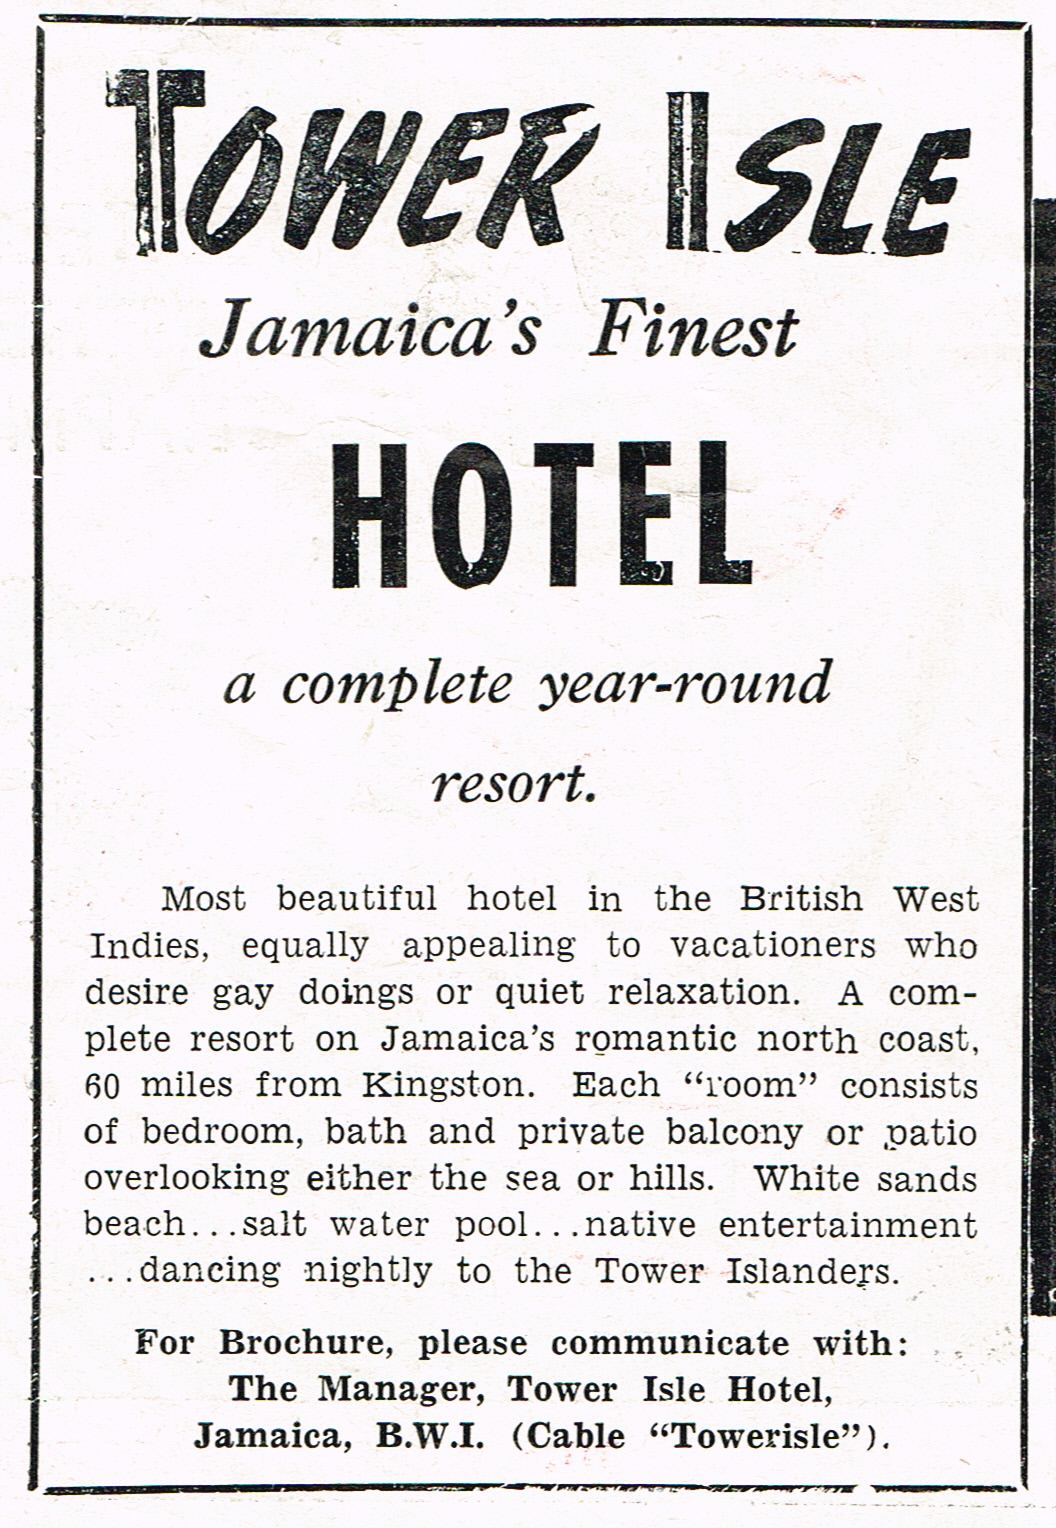 TOWER ISLE
Jamaica's Finest
HOTEL
a complete year-round
resort.
Most beautiful hotel in the British West
Indies, equally appealing to vacationers who
desire gay doings or quiet relaxation. A com-
plete resort on Jamaica's romantic north coast,
60 miles from Kingston. Each “room” consists
of bedroom, bath and private balcony or patio
overlooking either the sea or hills. White sands
beach...salt water pool...native entertainment
...dancing nightly to the Tower Islanders.
For Brochure, please communicate with:
The Manager, Tower Isle Hotel,
Jamaica, B.W.I. (Cable “Towerisle”).